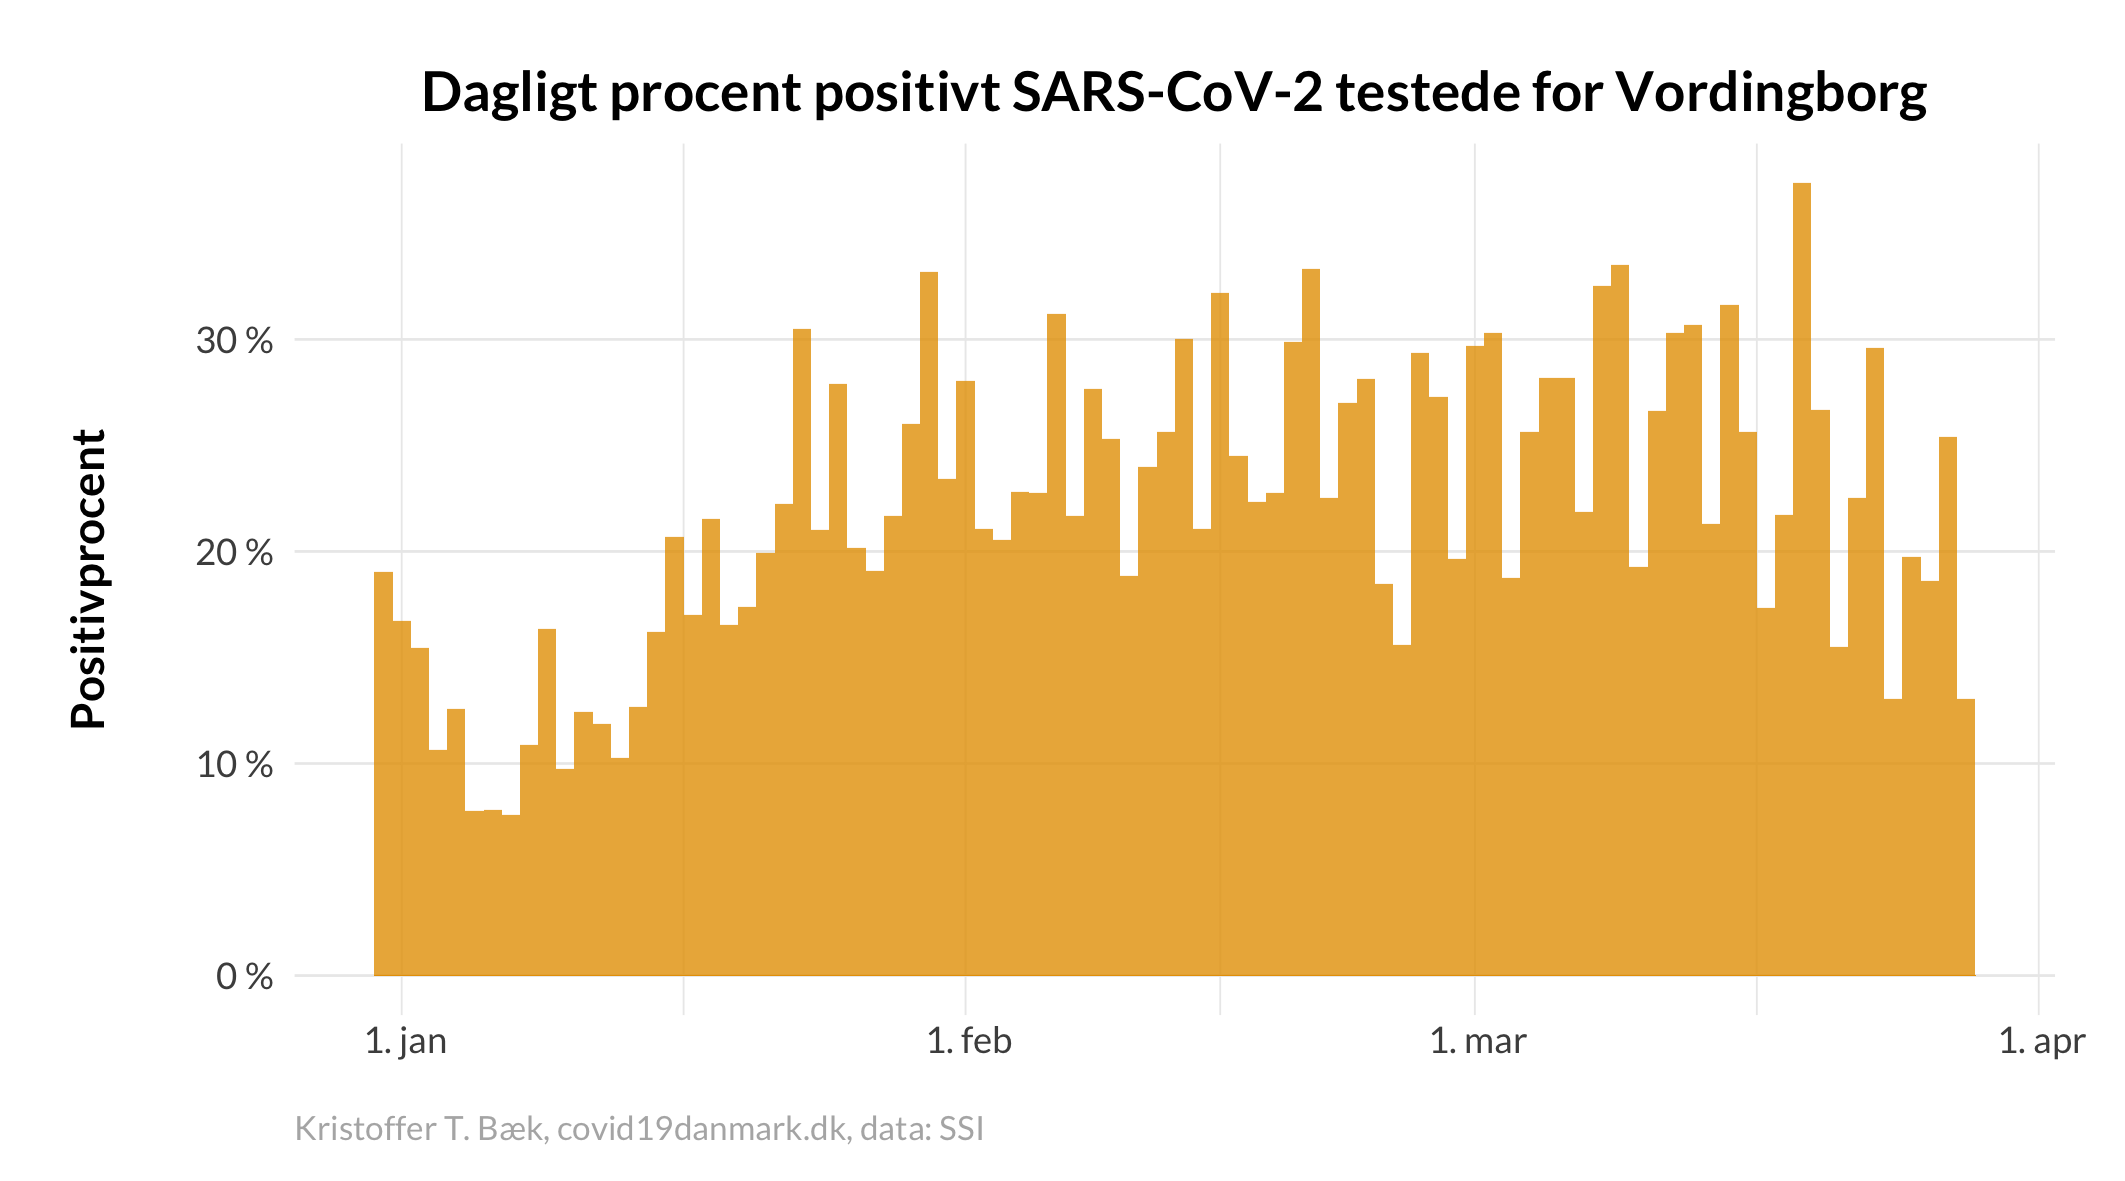 Dagligt procent positivt SARS-CoV-2 testede for Vordingborg
Positivprocent
30 %
20 %
10 %
0 %
1. jan
1. feb
1. mar
1. apr
Kristoffer T. Bæk, covid19danmark.dk, data: SSI